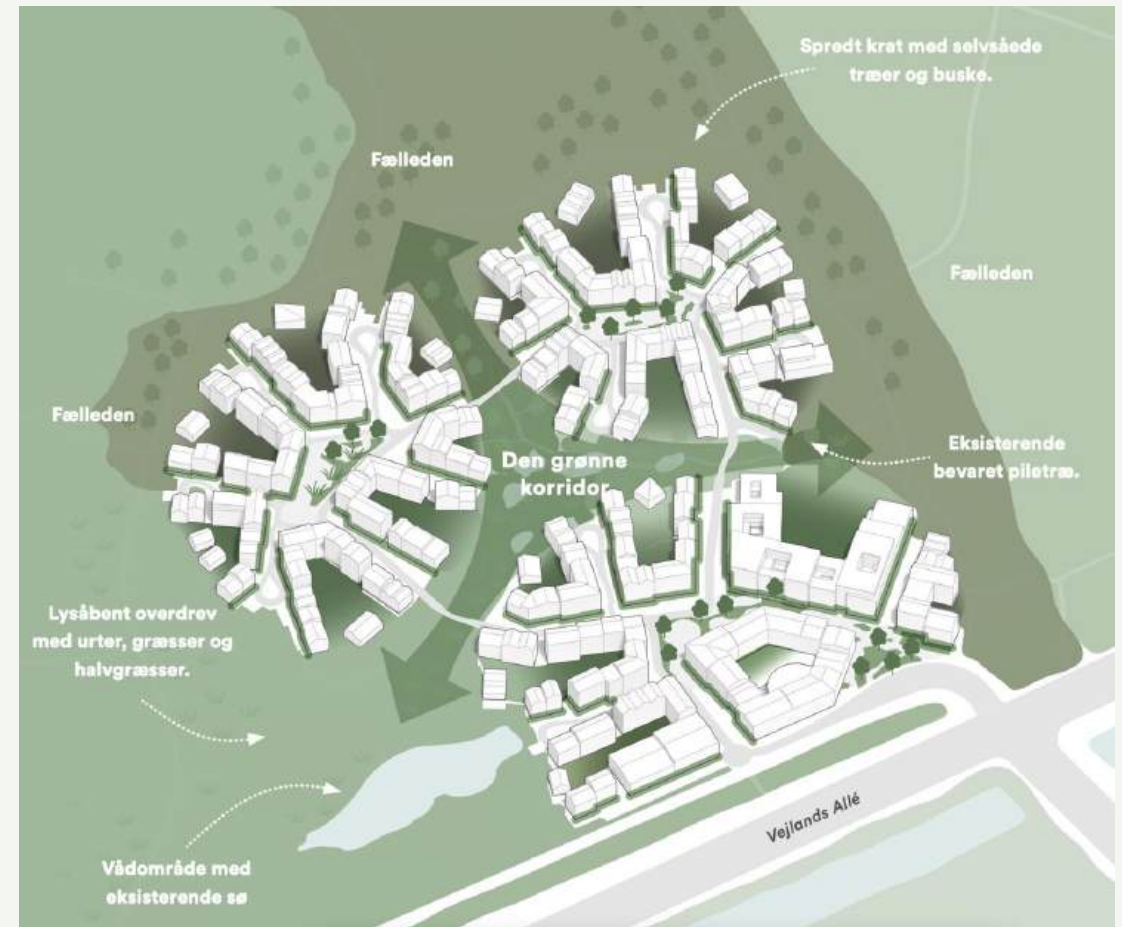 Spredt krat med selvsåede
træer og buske.
Fælleden
Fælleden
Fælleden
Den grønne
korridor
Eksisterende
bevaret piletræ.
Lysåbent overdrev
med urter, græsser og
halvgræsser.
Vejlands Allé
Vådområde med
eksisterende sø